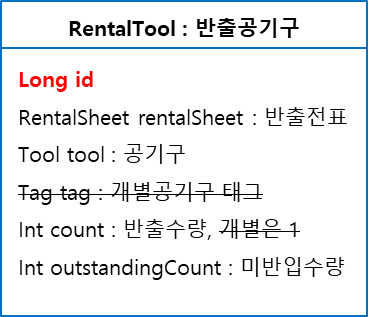 RentalTool : 반출공기구
Long id
RentalSheet rentalSheet : 반출전표
Tool tool : 공기구
Tag tag : 개별공기구 태그
Int count : 반출수량, 개별은 1
Int outstandingCount : 미반입수량